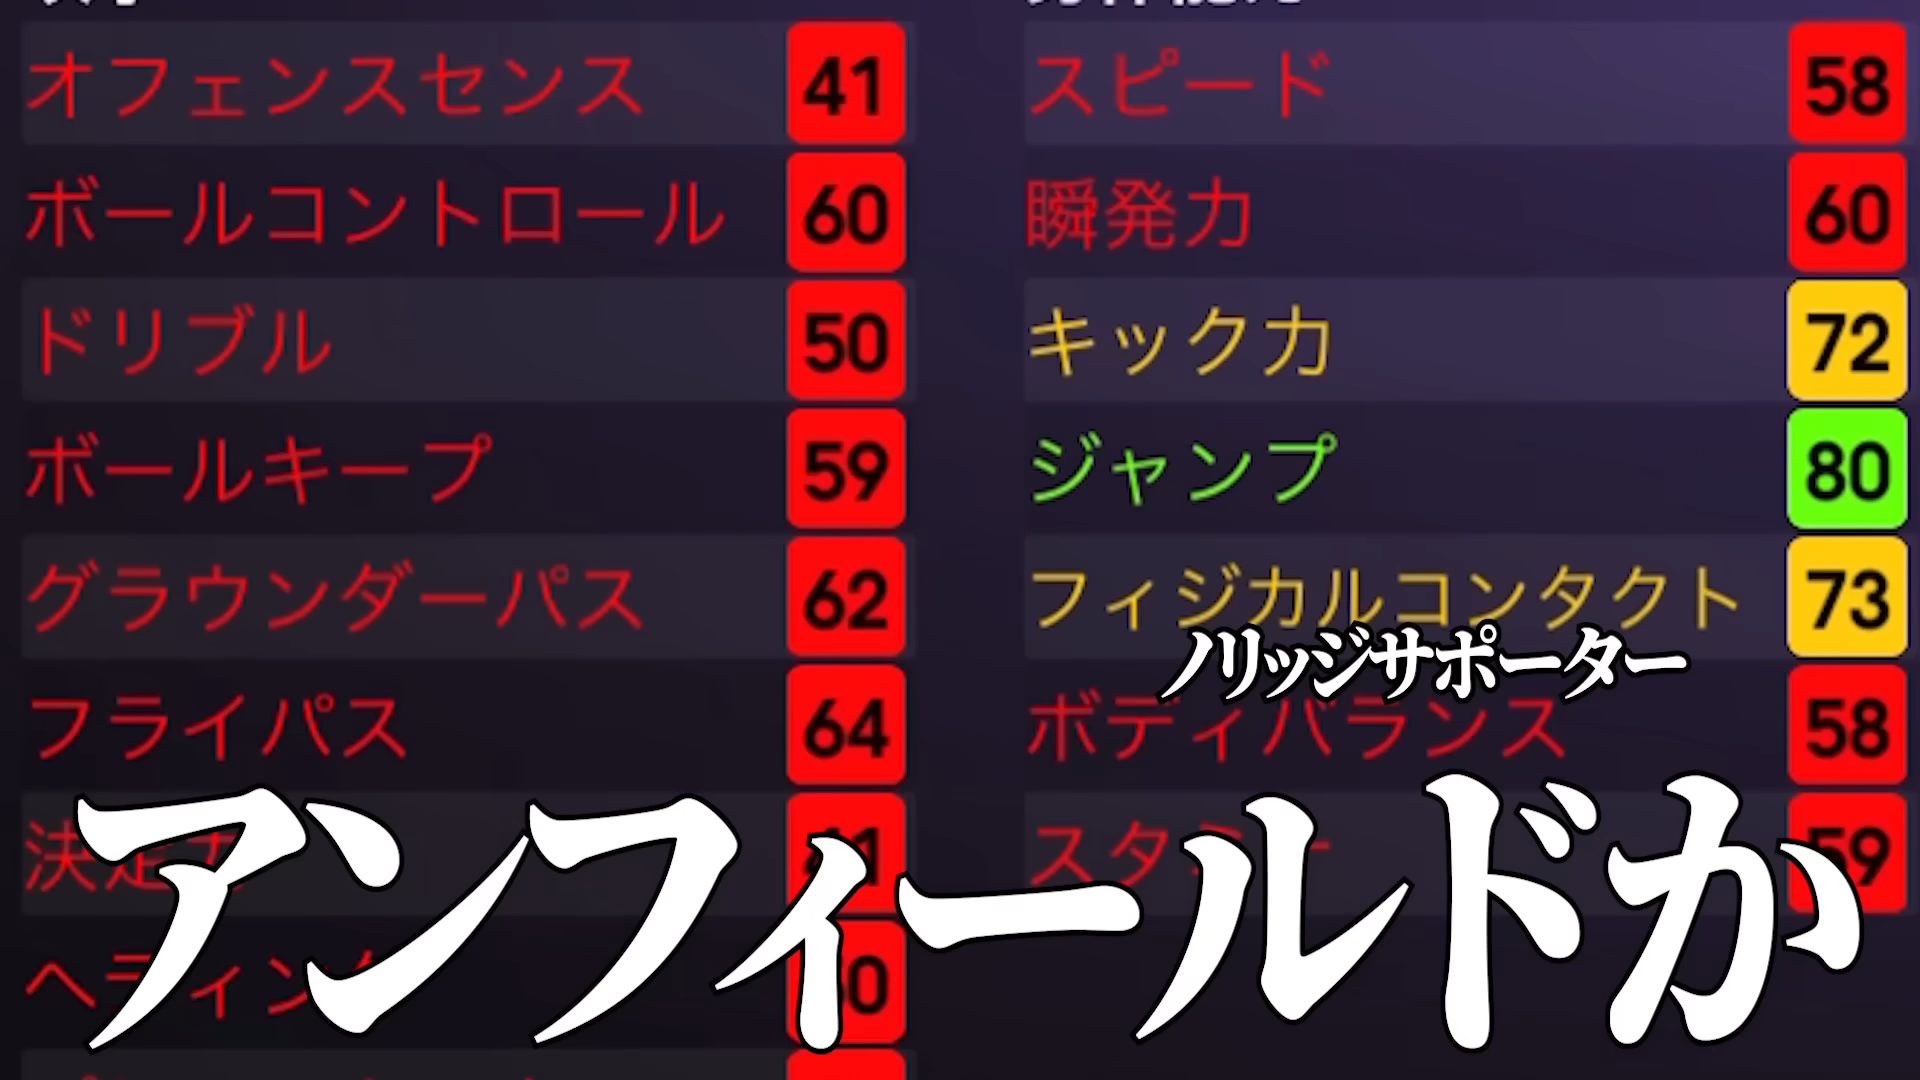 オフェンスセンス 41
ボールコントロール 60
ドリブル 50
ボールキープ 59
グラウンダーパス 62
フライパス 64
スピード 58
瞬発力 60
キック力 72
ジャンプ 80
フィジカルコンタクト 73
ノリッジサポーター
ボディバランス 58
アンフィールドか